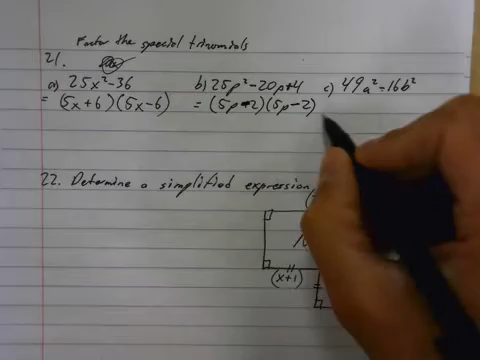 Factor the special trinomials
21.
a) 25x² - 36 b) 25p² - 20p + 4 c) 49a² - 16b²
= (5x + 6)(5x - 6) = (5p - 2)(5p - 2)
22. Determine a simplified expression
(x+1)